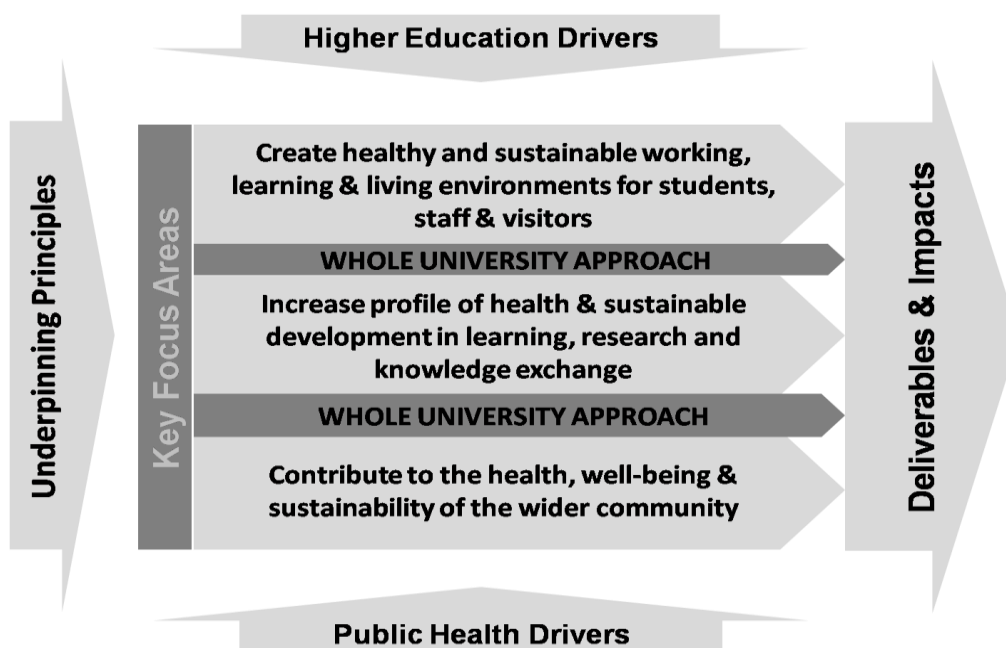 Higher Education Drivers
Underpinning Principles
Key Focus Areas
Create healthy and sustainable working,
learning & living environments for students,
staff & visitors
WHOLE UNIVERSITY APPROACH
Increase profile of health & sustainable
development in learning, research and
knowledge exchange
WHOLE UNIVERSITY APPROACH
Contribute to the health, well-being &
sustainability of the wider community
Deliverables & Impacts
Public Health Drivers